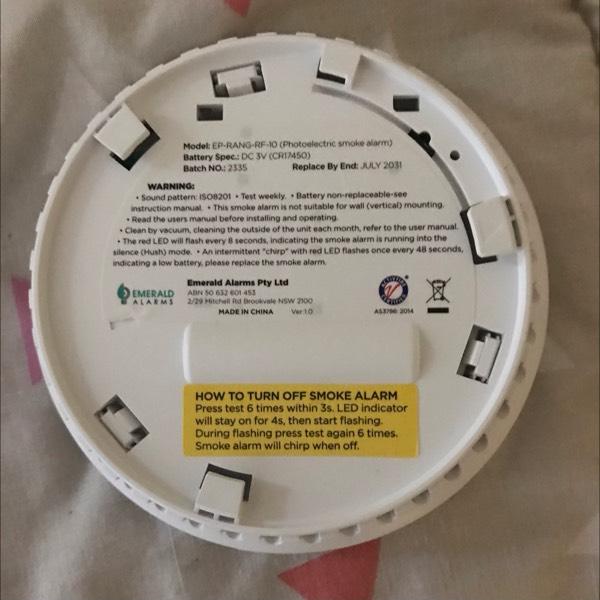 Model: EP-RANG-RF-10 (Photoelectric smoke alarm)
Battery Spec.: DC 3V (CR17450)
Batch NO.: 2335 Replace By End: JULY 2031
WARNING:
• Sound pattern: ISO8201 • Test weekly. • Battery non-replaceable-see
instruction manual. • This smoke alarm is not suitable for wall (vertical) mounting.
• Read the users manual before installing and operating.
• Clean by vacuum, cleaning the outside of the unit each month, refer to the user manual.
• The red LED will flash every 8 seconds, indicating the smoke alarm is running into the
silence (Hush) mode. • An intermittent "chirp" with red LED flashes once every 48 seconds,
indicating a low battery, please replace the smoke alarm.
EMERALD
ALARMS
Emerald Alarms Pty Ltd
ABN 50 632 601 453
2/29 Mitchell Rd Brookvale NSW 2100
MADE IN CHINA Ver:1.0
AS3786: 2014
HOW TO TURN OFF SMOKE ALARM
Press test 6 times within 3s. LED indicator
will stay on for 4s, then start flashing.
During flashing press test again 6 times.
Smoke alarm will chirp when off.